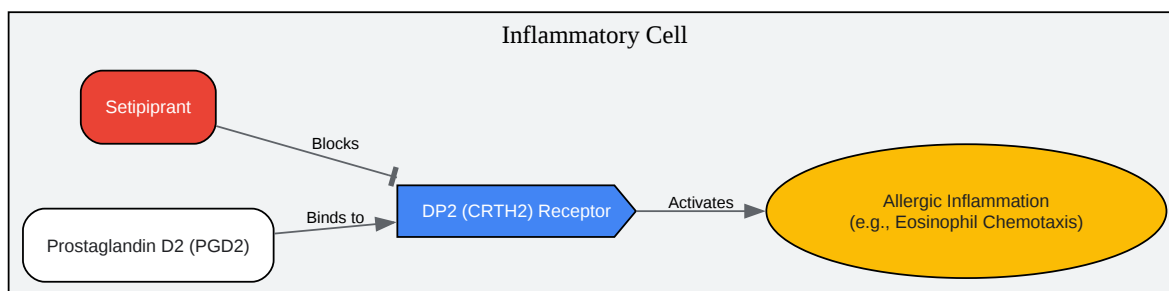 Inflammatory Cell
Setipiprant
Blocks
Prostaglandin D2 (PGD2)
Binds to
DP2 (CRTH2) Receptor
Activates
Allergic Inflammation
(e.g., Eosinophil Chemotaxis)